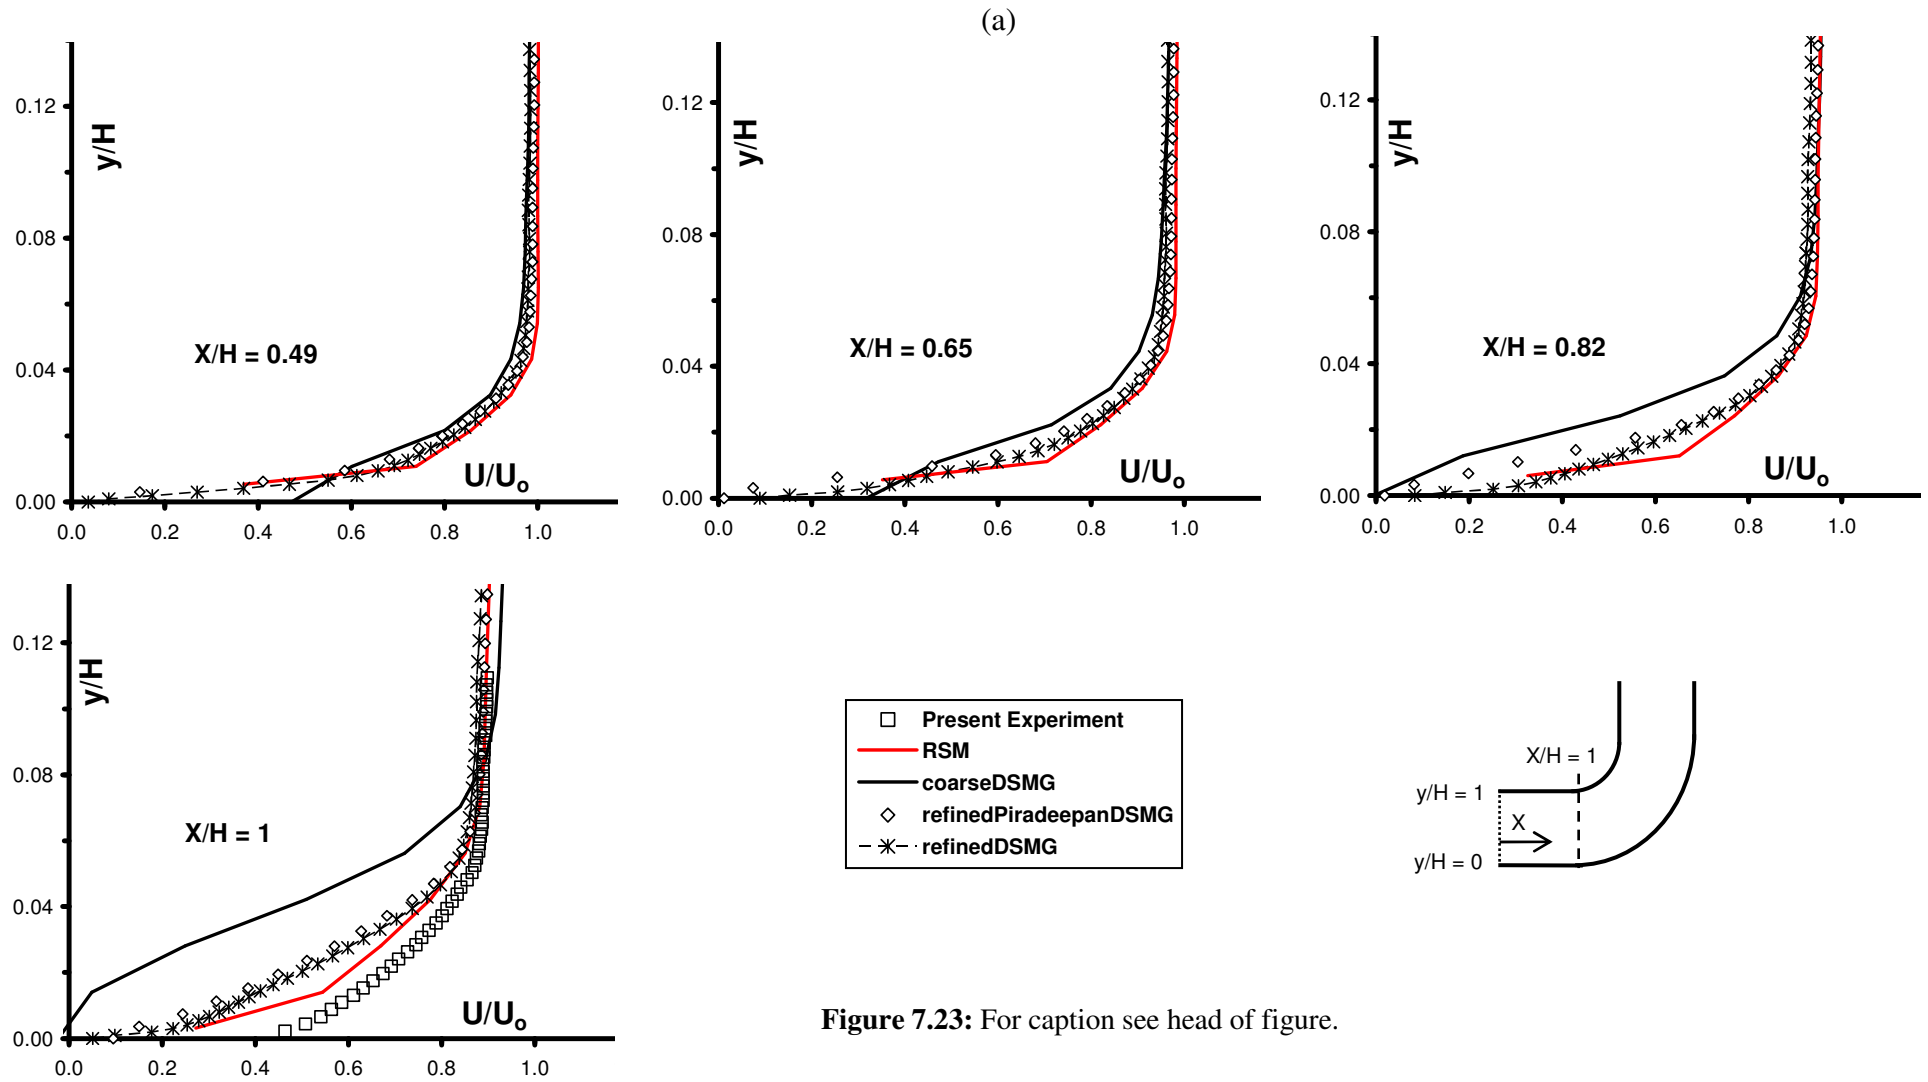 (a)
0.12
0.08
0.04
0.00
y/H
X/H = 0.49
U/Uo
0.0 0.2 0.4 0.6 0.8 1.0
0.12
0.08
0.04
0.00
y/H
X/H = 0.65
U/Uo
0.0 0.2 0.4 0.6 0.8 1.0
0.12
0.08
0.04
0.00
y/H
X/H = 0.82
U/Uo
0.0 0.2 0.4 0.6 0.8 1.0
0.12
0.08
0.04
0.00
y/H
X/H = 1
U/Uo
0.0 0.2 0.4 0.6 0.8 1.0
Present Experiment
RSM
coarseDSMG
refinedPiradeepanDSMG
refinedDSMG
X/H = 1
y/H = 1
X
y/H = 0
Figure 7.23: For caption see head of figure.